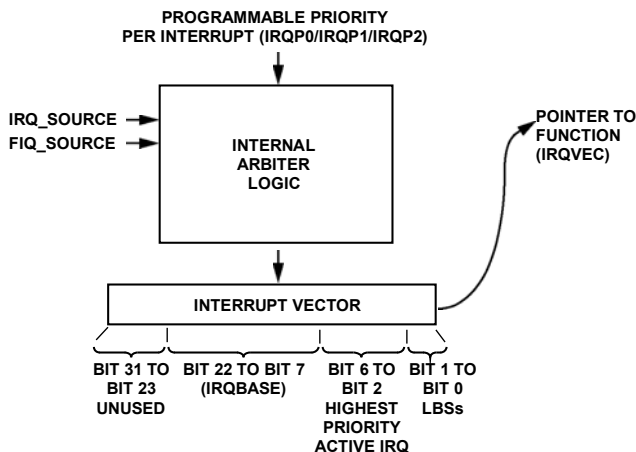 PROGRAMMABLE PRIORITY
PER INTERRUPT (IRQP0/IRQP1/IRQP2)
IRQ_SOURCE
FIQ_SOURCE
INTERNAL
ARBITER
LOGIC
POINTER TO
FUNCTION
(IRQVEC)
INTERRUPT VECTOR
BIT 31 TO
BIT 23
UNUSED
BIT 22 TO BIT 7
(IRQBASE)
BIT 6 TO
BIT 2
HIGHEST
PRIORITY
ACTIVE IRQ
BIT 1 TO
BIT 0
LBSs